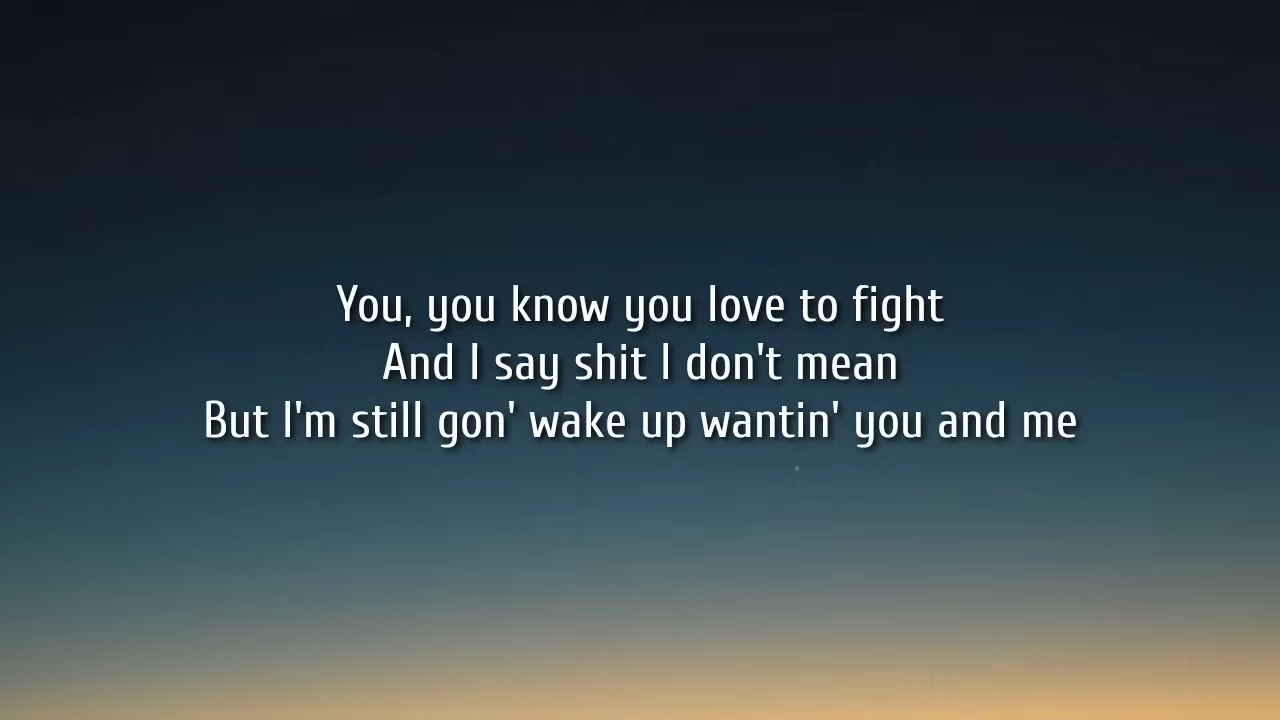 You, you know you love to fight
And I say shit I don't mean
But I'm still gon' wake up wantin' you and me